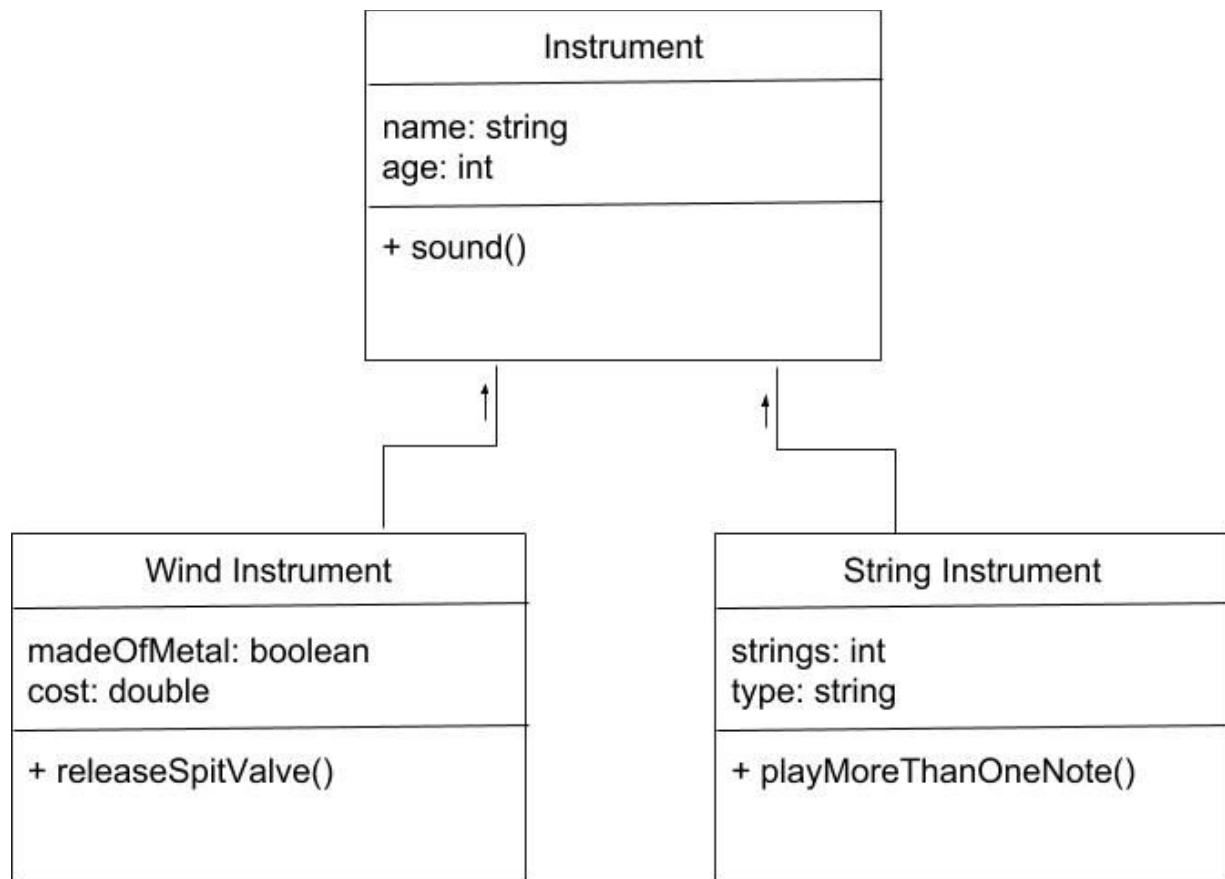 Instrument
name: string
age: int
+ sound()
Wind Instrument
madeOfMetal: boolean
cost: double
+ releaseSpitValve()
String Instrument
strings: int
type: string
+ playMoreThanOneNote()